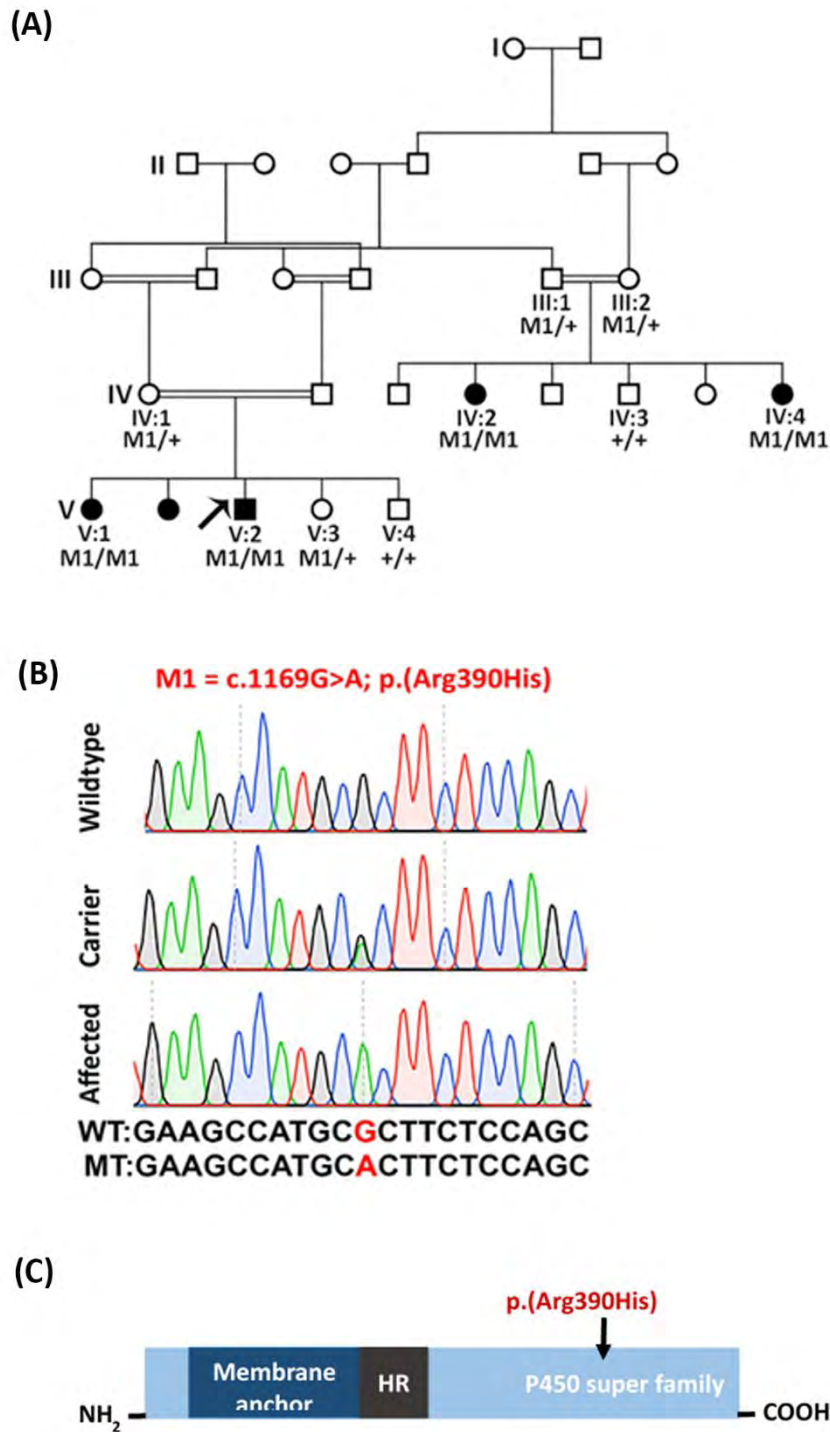 (A)
I
II
III
III:1 III:2
M1/+ M1/+
IV
IV:1 IV:2 IV:3 IV:4
M1/+ M1/M1 +/+ M1/M1
V
V:1 V:2 V:3 V:4
M1/M1 M1/M1 M1/+ +/+
(B)
M1 = c.1169G>A; p.(Arg390His)
Wildtype
Carrier
Affected
WT:GAAGCCATGCGCTTCTCCAGC
MT:GAAGCCATGCACTTCTCCAGC
(C)
p.(Arg390His)
Membrane
anchor
HR
P450 super family
NH2
COOH